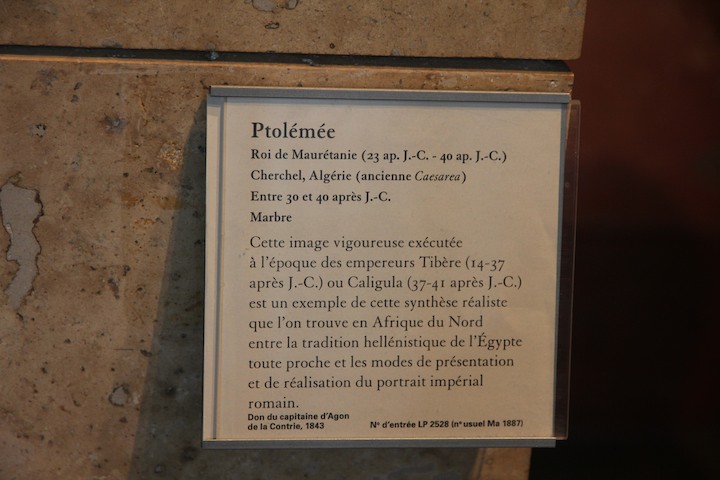 Ptolémée
Roi de Maurétanie (23 ap. J.-C. - 40 ap. J.-C.)
Cherchel, Algérie (ancienne Caesarea)
Entre 30 et 40 après J.-C.
Marbre
Cette image vigoureuse exécutée
à l'époque des empereurs Tibère (14-37
après J.-C.) ou Caligula (37-41 après J.-C.)
est un exemple de cette synthèse réaliste
que l'on trouve en Afrique du Nord
entre la tradition hellénistique de l'Égypte
toute proche et les modes de présentation
et de réalisation du portrait impérial
romain.
Don du capitaine d'Agon
de la Contrie, 1843
Nº d'entrée LP 2528 (nº usuel Ma 1887)